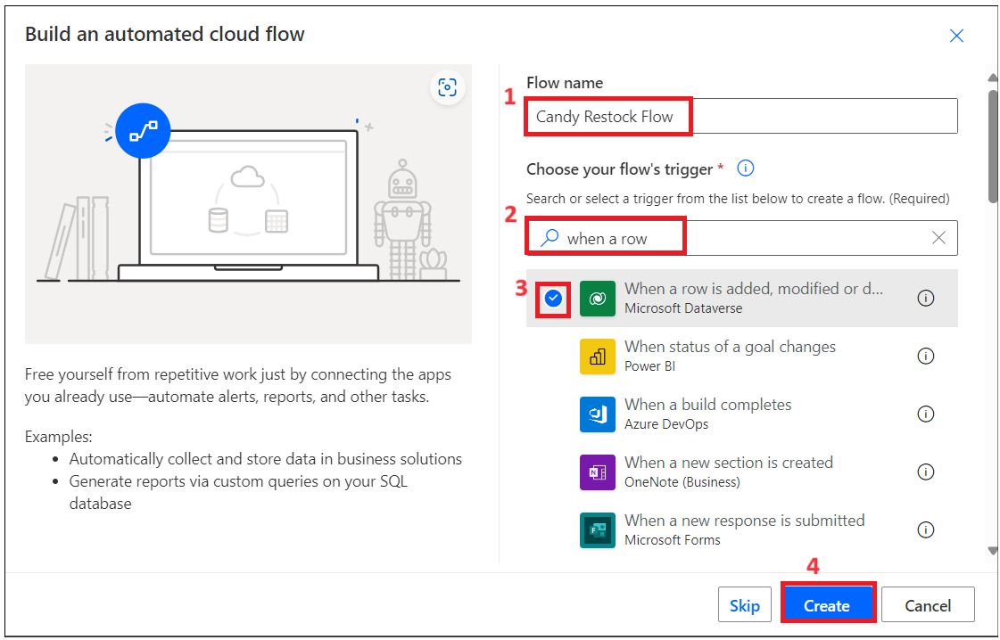 Build an automated cloud flow
Free yourself from repetitive work just by connecting the apps
you already use—automate alerts, reports, and other tasks.
Examples:
• Automatically collect and store data in business solutions
• Generate reports via custom queries on your SQL
database
Flow name
1
Candy Restock Flow
Choose your flow's trigger *
Search or select a trigger from the list below to create a flow. (Required)
2
when a row
3
When a row is added, modified or d...
Microsoft Dataverse
When status of a goal changes
Power BI
When a build completes
Azure DevOps
When a new section is created
OneNote (Business)
When a new response is submitted
Microsoft Forms
4
Skip
Create
Cancel